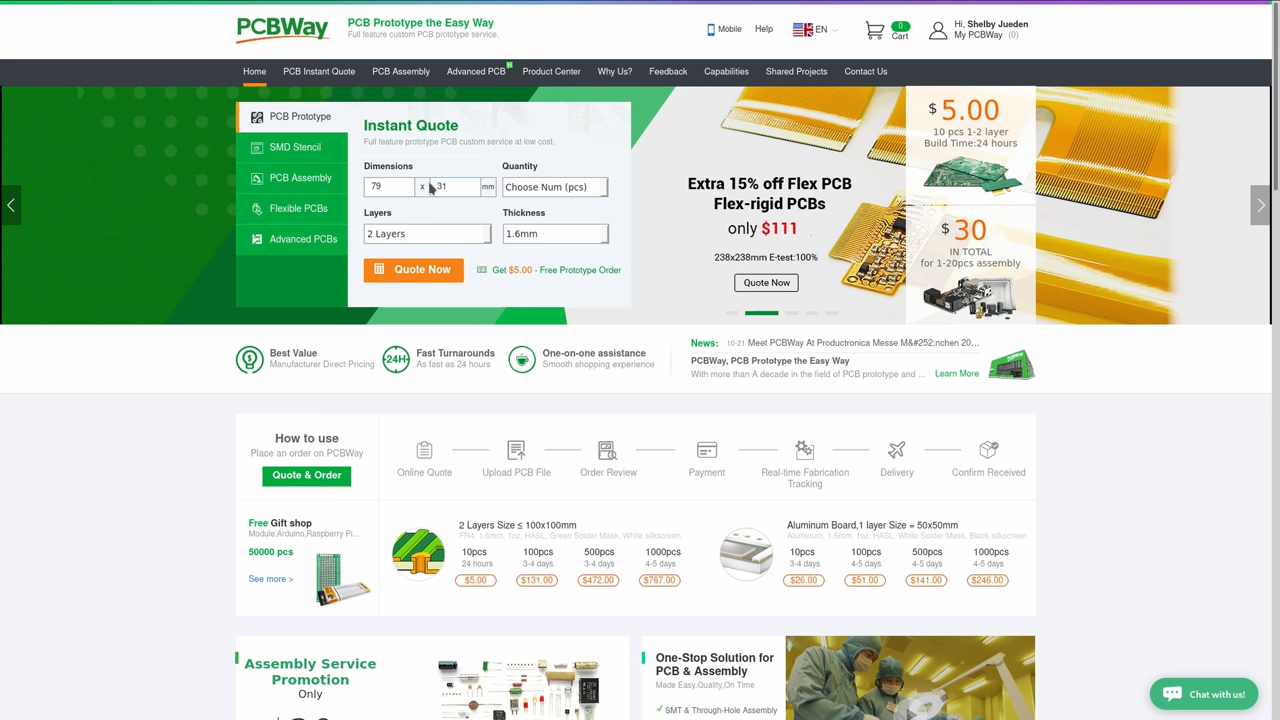 PCBWay
PCB Prototype the Easy Way
Full feature custom PCB prototype service.
Mobile
Help
EN
0
Cart
Hi, Shelby Jueden
My PCBWay (0)
Home
PCB Instant Quote
PCB Assembly
Advanced PCB
Product Center
Why Us?
Feedback
Capabilities
Shared Projects
Contact Us
PCB Prototype
SMD Stencil
PCB Assembly
Flexible PCBs
Advanced PCBs
Instant Quote
Full feature prototype PCB custom service at low cost.
Dimensions
Quantity
79 x 31 mm
Choose Num (pcs)
Layers
Thickness
2 Layers
1.6mm
Quote Now
Get $5.00 - Free Prototype Order
Extra 15% off Flex PCB
Flex-rigid PCBs
only $111
238x238mm E-test:100%
Quote Now
$ 5.00
10 pcs 1-2 layer
Build Time:24 hours
$ 30
IN TOTAL
for 1-20pcs assembly
Best Value
Manufacturer Direct Pricing
24H
Fast Turnarounds
As fast as 24 hours
One-on-one assistance
Smooth shopping experience
News: 10-21 Meet PCBWay At Productronica Messe M&#252;nchen 20...
PCBWay, PCB Prototype the Easy Way
With more than A decade in the field of PCB prototype and ... Learn More
How to use
Place an order on PCBWay
Quote & Order
Online Quote
Upload PCB File
Order Review
Payment
Real-time Fabrication
Tracking
Delivery
Confirm Received
Free Gift shop
Module,Arduino,Raspberry Pi...
50000 pcs
See more >
2 Layers Size ≤ 100x100mm
FR4, 1.6mm, 1oz, HASL, Green Solder Mask, White silkscreen
10pcs 100pcs 500pcs 1000pcs
24 hours 3-4 days 3-4 days 4-5 days
$5.00 $131.00 $472.00 $767.00
Aluminum Board,1 layer Size = 50x50mm
Aluminum, 1.6mm, 1oz, HASL, White Solder Mask, Black silkscreen
10pcs 100pcs 500pcs 1000pcs
3-4 days 4-5 days 4-5 days 4-5 days
$26.00 $51.00 $141.00 $246.00
Assembly Service
Promotion
Only
One-Stop Solution for
PCB & Assembly
Made Easy,Quality,On Time
SMT & Through-Hole Assembly
Chat with us!